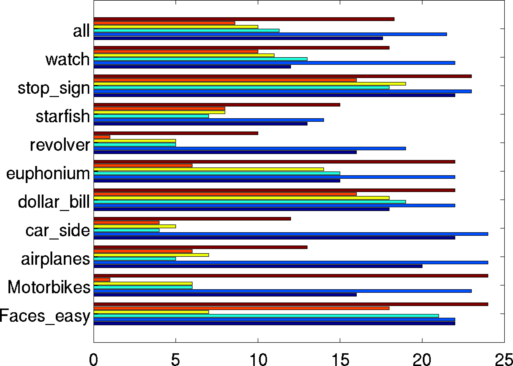 all
watch
stop_sign
starfish
revolver
euphonium
dollar_bill
car_side
airplanes
Motorbikes
Faces_easy
0 5 10 15 20 25